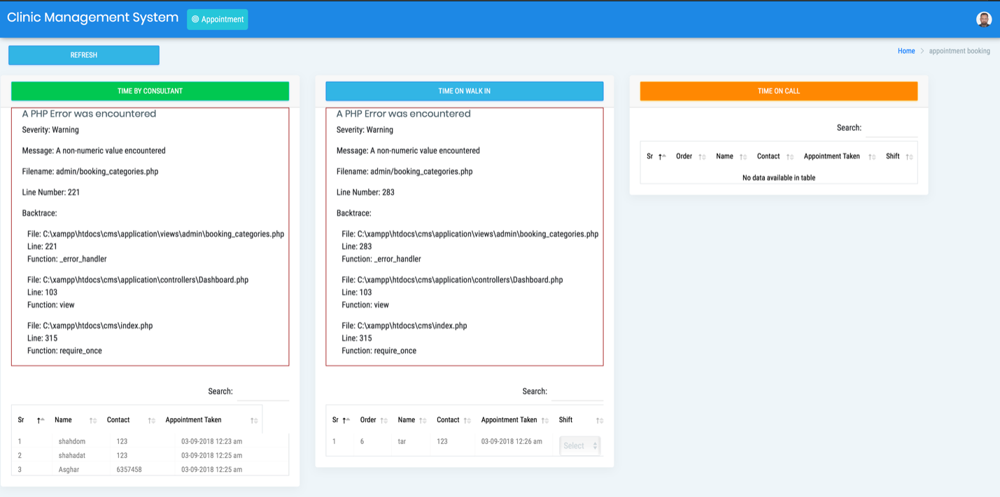 Clinic Management System
Appointment
REFRESH
Home > appointment booking
TIME BY CONSULTANT
A PHP Error was encountered
Severity: Warning
Message: A non-numeric value encountered
Filename: admin/booking_categories.php
Line Number: 221
Backtrace:
File: C:\xampp\htdocs\cms\application\views\admin\booking_categories.php
Line: 221
Function: _error_handler
File: C:\xampp\htdocs\cms\application\controllers\Dashboard.php
Line: 103
Function: view
File: C:\xampp\htdocs\cms\index.php
Line: 315
Function: require_once
Search:
Sr Name Contact Appointment Taken
1 shahdom 123 03-09-2018 12:23 am
2 shahadat 123 03-09-2018 12:25 am
3 Asghar 6357458 03-09-2018 12:25 am
TIME ON WALK IN
A PHP Error was encountered
Severity: Warning
Message: A non-numeric value encountered
Filename: admin/booking_categories.php
Line Number: 283
Backtrace:
File: C:\xampp\htdocs\cms\application\views\admin\booking_categories.php
Line: 283
Function: _error_handler
File: C:\xampp\htdocs\cms\application\controllers\Dashboard.php
Line: 103
Function: view
File: C:\xampp\htdocs\cms\index.php
Line: 315
Function: require_once
Search:
Sr Order Name Contact Appointment Taken Shift
1 6 tar 123 03-09-2018 12:26 am Select
TIME ON CALL
Search:
Sr Order Name Contact Appointment Taken Shift
No data available in table